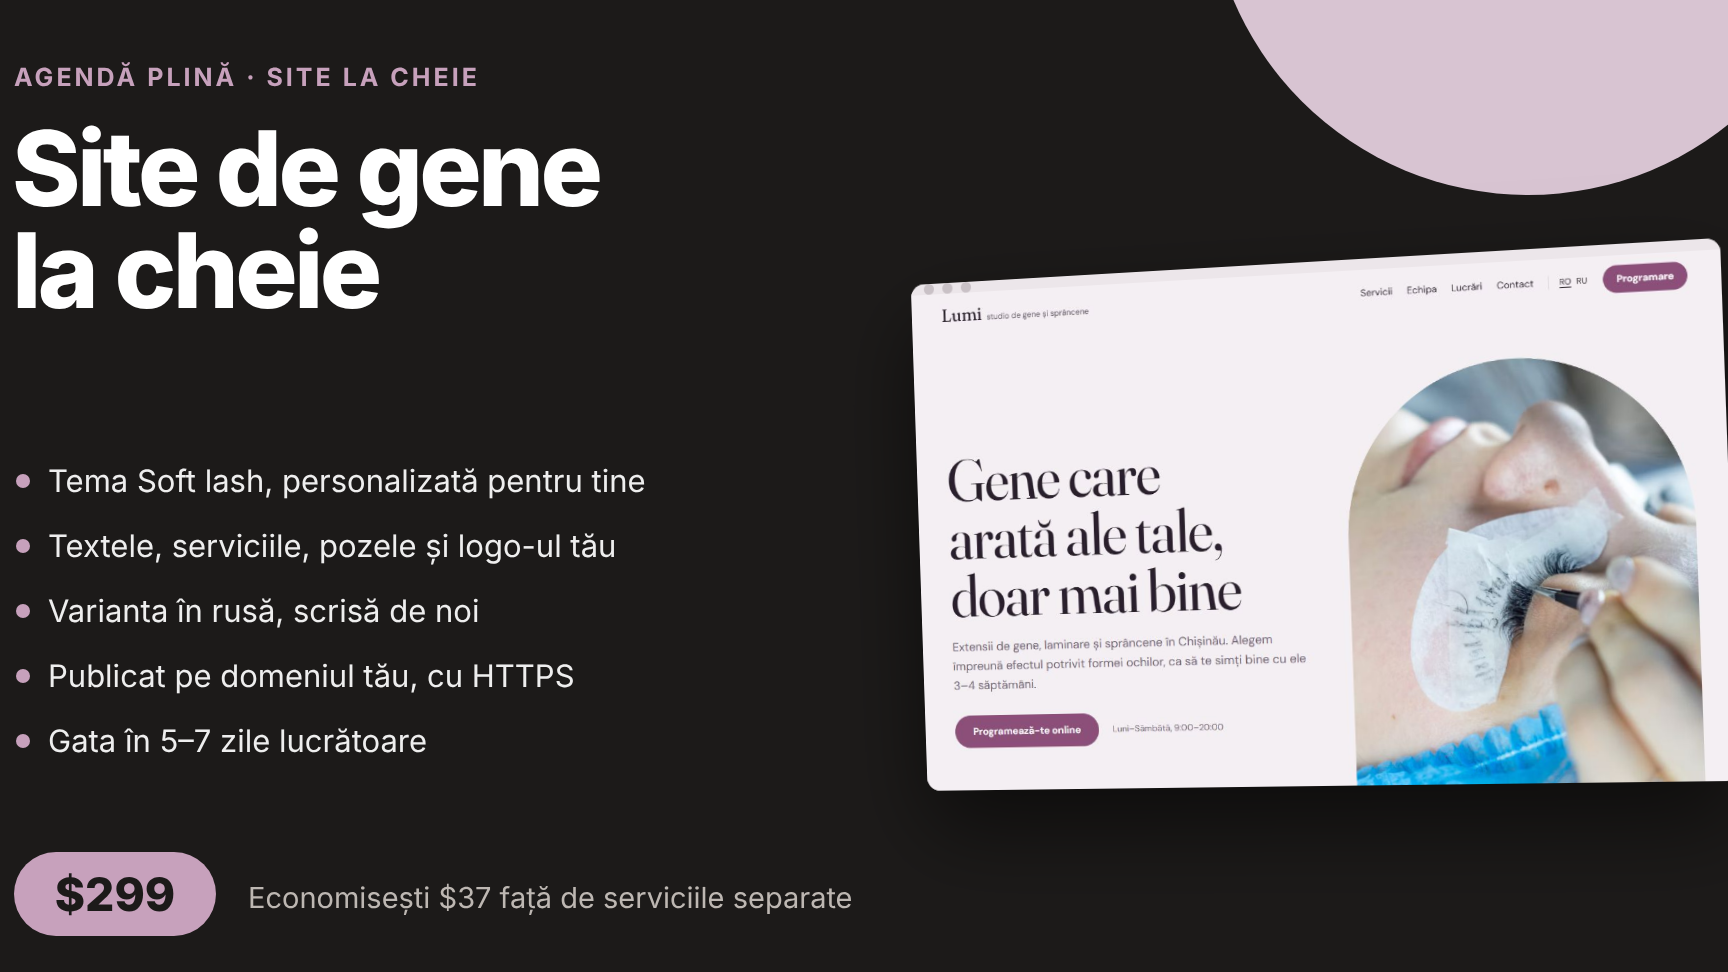 AGENDĂ PLINĂ · SITE LA CHEIE
Site de gene
la cheie
Tema Soft lash, personalizată pentru tine
Textele, serviciile, pozele și logo-ul tău
Varianta în rusă, scrisă de noi
Publicat pe domeniul tău, cu HTTPS
Gata în 5–7 zile lucrătoare
$299
Economisești $37 față de serviciile separate
Lumi studio de gene și sprâncene
Servicii Echipa Lucrări Contact RO RU Programare
Gene care
arată ale tale,
doar mai bine
Extensii de gene, laminare și sprâncene în Chișinău. Alegem
împreună efectul potrivit formei ochilor, ca să te simți bine cu ele
3–4 săptămâni.
Programează-te online
Luni–Sâmbătă, 9:00–20:00